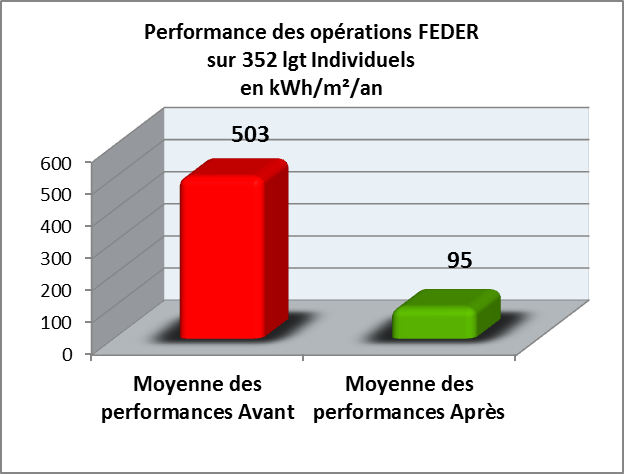 Performance des opérations FEDER
sur 352 lgt Individuels
en kWh/m²/an
503
95
600
500
400
300
200
100
0
Moyenne des
performances Avant
Moyenne des
performances Après